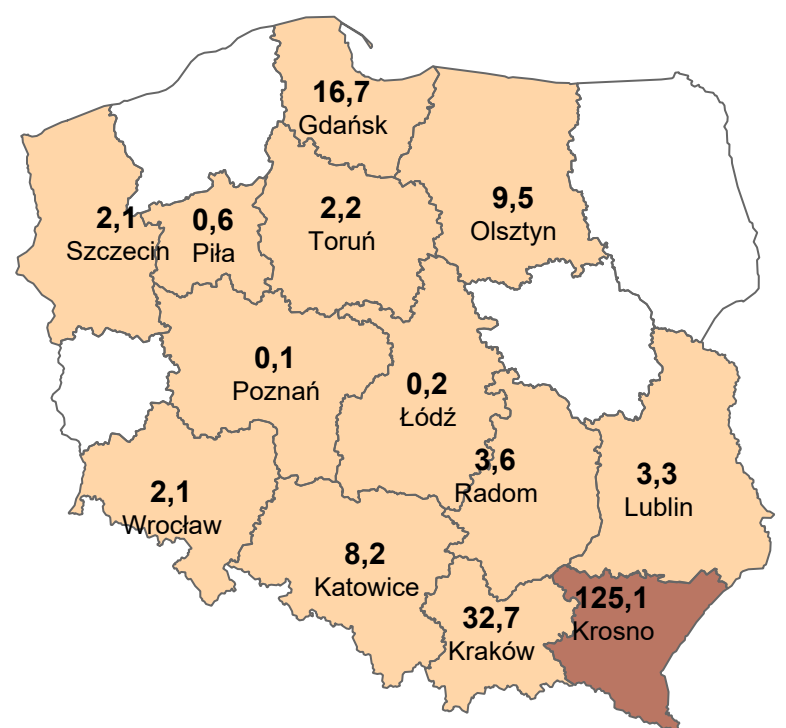 16,7
Gdańsk
9,5
Olsztyn
2,1
Szczecin
0,6
Piła
2,2
Toruń
0,1
Poznań
0,2
Łódź
3,6
Radom
3,3
Lublin
2,1
Wrocław
8,2
Katowice
32,7
Kraków
125,1
Krosno